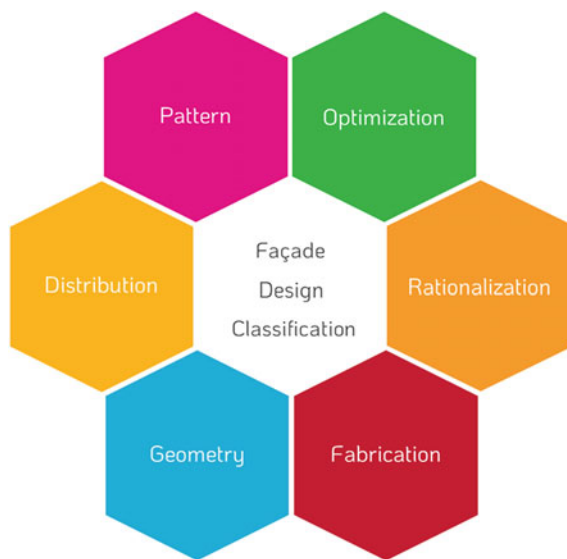 Pattern
Optimization
Façade
Design
Classification
Distribution
Rationalization
Geometry
Fabrication